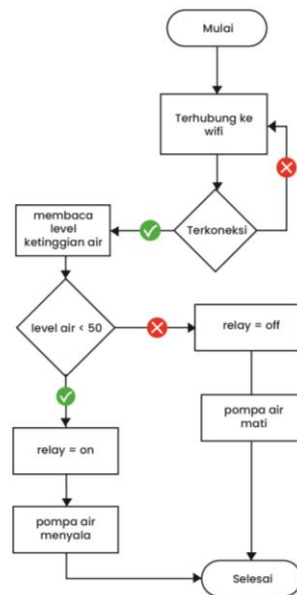 Mulai
Terhubung ke
wifi
Terkoneksi
membaca
level
ketinggian air
level air < 50
relay = off
pompa air
mati
relay = on
pompa air
menyala
Selesai